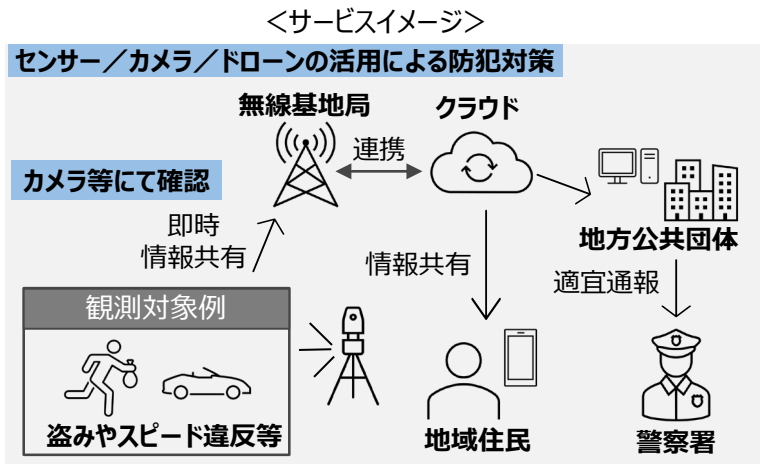 ＜サービスイメージ＞
センサー／カメラ／ドローンの活用による防犯対策
無線基地局
クラウド
連携
カメラ等にて確認
即時
情報共有
情報共有
地方公共団体
適宜通報
観測対象例
盗みやスピード違反等
地域住民
警察署